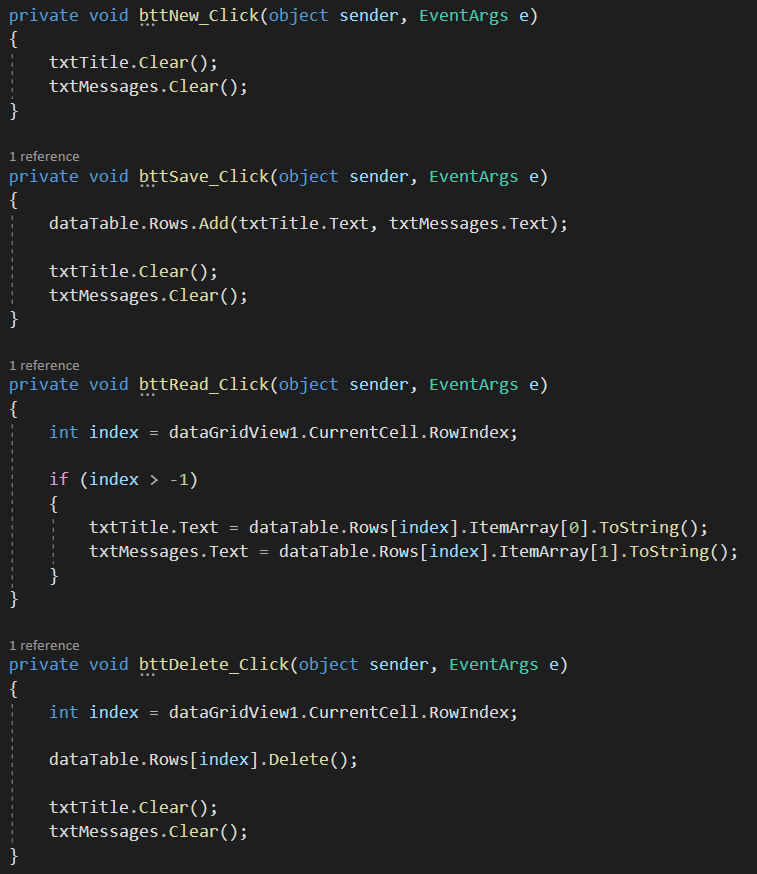 private void bttNew_Click(object sender, EventArgs e)
{
    txtTitle.Clear();
    txtMessages.Clear();
}
1 reference
private void bttSave_Click(object sender, EventArgs e)
{
    dataTable.Rows.Add(txtTitle.Text, txtMessages.Text);
    txtTitle.Clear();
    txtMessages.Clear();
}
1 reference
private void bttRead_Click(object sender, EventArgs e)
{
    int index = dataGridView1.CurrentCell.RowIndex;
    if (index > -1)
    {
        txtTitle.Text = dataTable.Rows[index].ItemArray[0].ToString();
        txtMessages.Text = dataTable.Rows[index].ItemArray[1].ToString();
    }
}
1 reference
private void bttDelete_Click(object sender, EventArgs e)
{
    int index = dataGridView1.CurrentCell.RowIndex;
    dataTable.Rows[index].Delete();
    txtTitle.Clear();
    txtMessages.Clear();
}